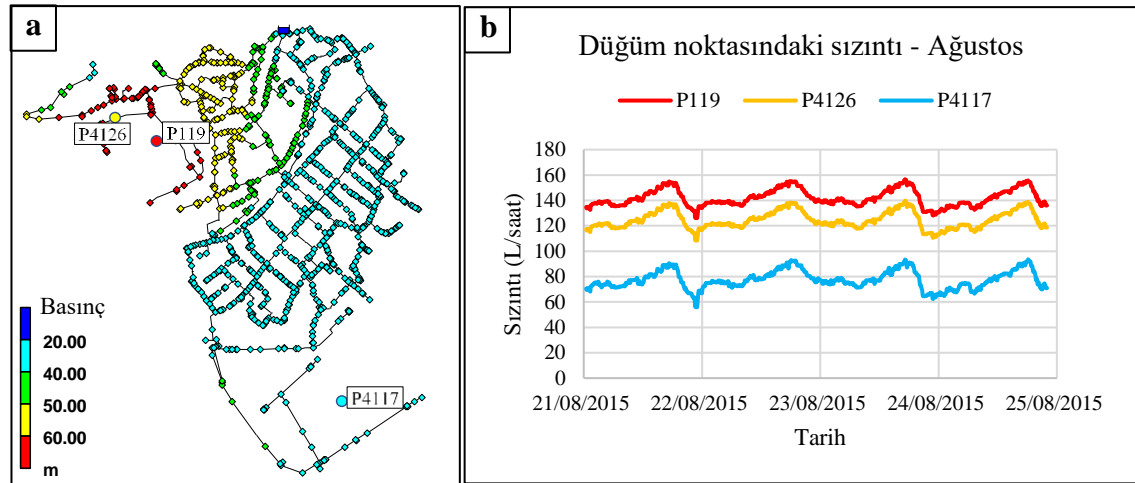 a
P4126
P119
P4117
Basınç
20.00
40.00
50.00
60.00
m
b
Düğüm noktasındaki sızıntı - Ağustos
P119 P4126 P4117
Sızıntı (L/saat)
180
160
140
120
100
80
60
40
20
0
21/08/2015 22/08/2015 23/08/2015 24/08/2015 25/08/2015
Tarih